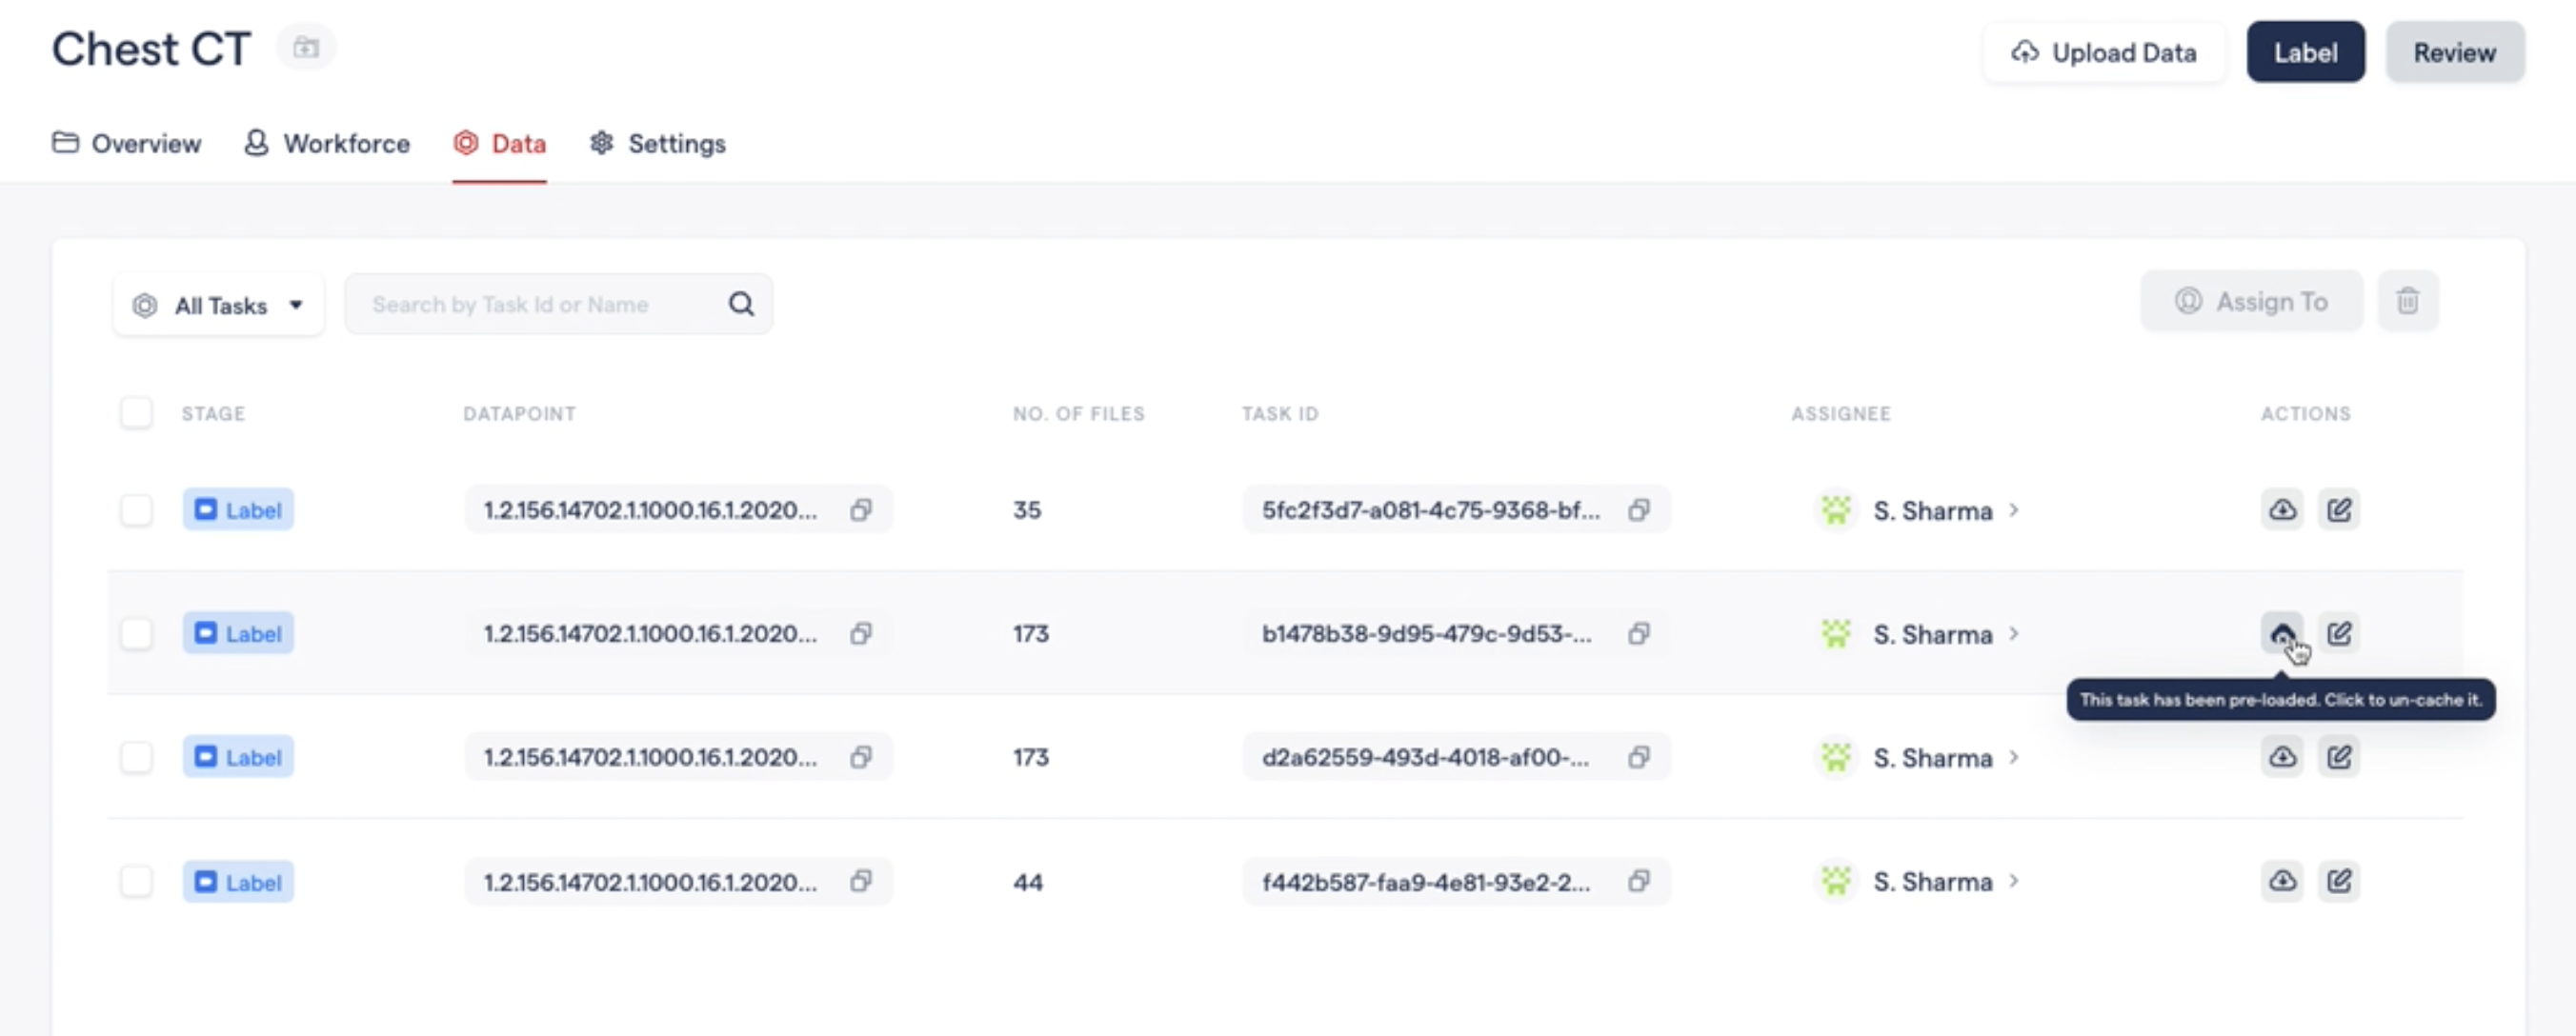 Chest CT
Upload Data
Label
Review
Overview
Workforce
Data
Settings
All Tasks
Search by Task Id or Name
Assign To
STAGE DATAPOINT NO. OF FILES TASK ID ASSIGNEE ACTIONS
Label 1.2.156.14702.1.1000.16.1.2020... 35 5fc2f3d7-a081-4c75-9368-bf... S. Sharma
Label 1.2.156.14702.1.1000.16.1.2020... 173 b1478b38-9d95-479c-9d53-... S. Sharma
This task has been pre-loaded. Click to un-cache it.
Label 1.2.156.14702.1.1000.16.1.2020... 173 d2a62559-493d-4018-af00-... S. Sharma
Label 1.2.156.14702.1.1000.16.1.2020... 44 f442b587-faa9-4e81-93e2-2... S. Sharma